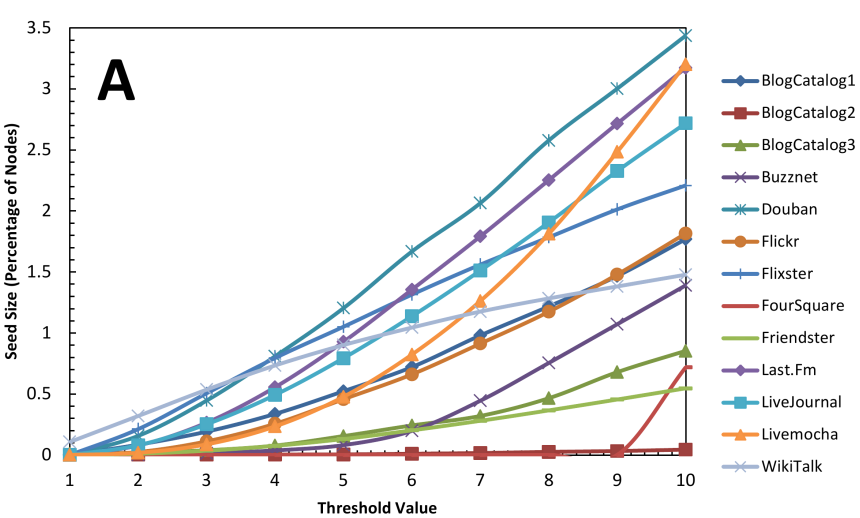 A
Seed Size (Percentage of Nodes)
3.5
3
2.5
2
1.5
1
0.5
0
1 2 3 4 5 6 7 8 9 10
Threshold Value
BlogCatalog1
BlogCatalog2
BlogCatalog3
Buzznet
Douban
Flickr
Flixster
FourSquare
Friendster
Last.Fm
LiveJournal
Livemocha
WikiTalk